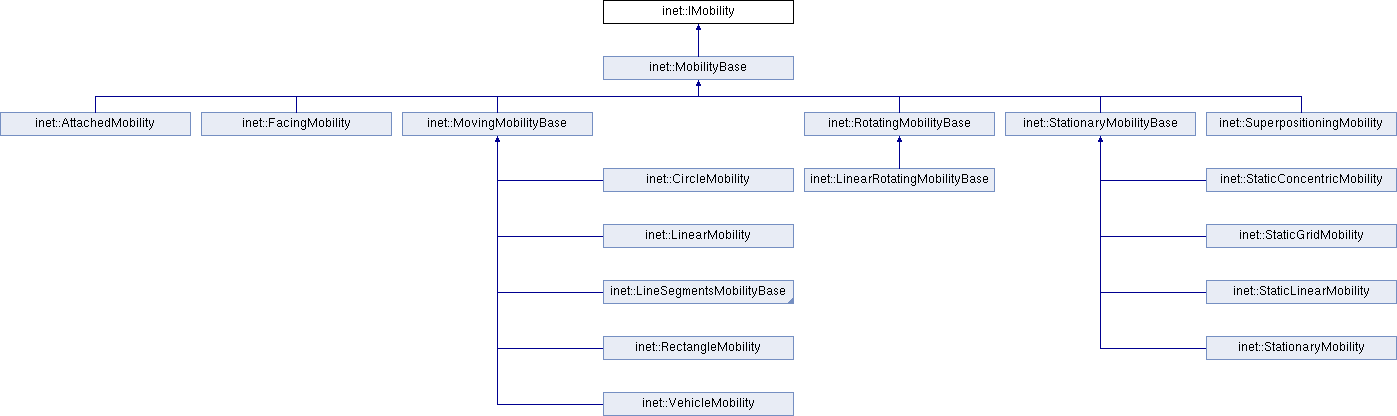 inet::IMobility
inet::MobilityBase
inet::AttachedMobility
inet::FacingMobility
inet::MovingMobilityBase
inet::RotatingMobilityBase
inet::StationaryMobilityBase
inet::SuperpositioningMobility
inet::CircleMobility
inet::LinearRotatingMobilityBase
inet::StaticConcentricMobility
inet::LinearMobility
inet::StaticGridMobility
inet::LineSegmentsMobilityBase
inet::StaticLinearMobility
inet::RectangleMobility
inet::StationaryMobility
inet::VehicleMobility